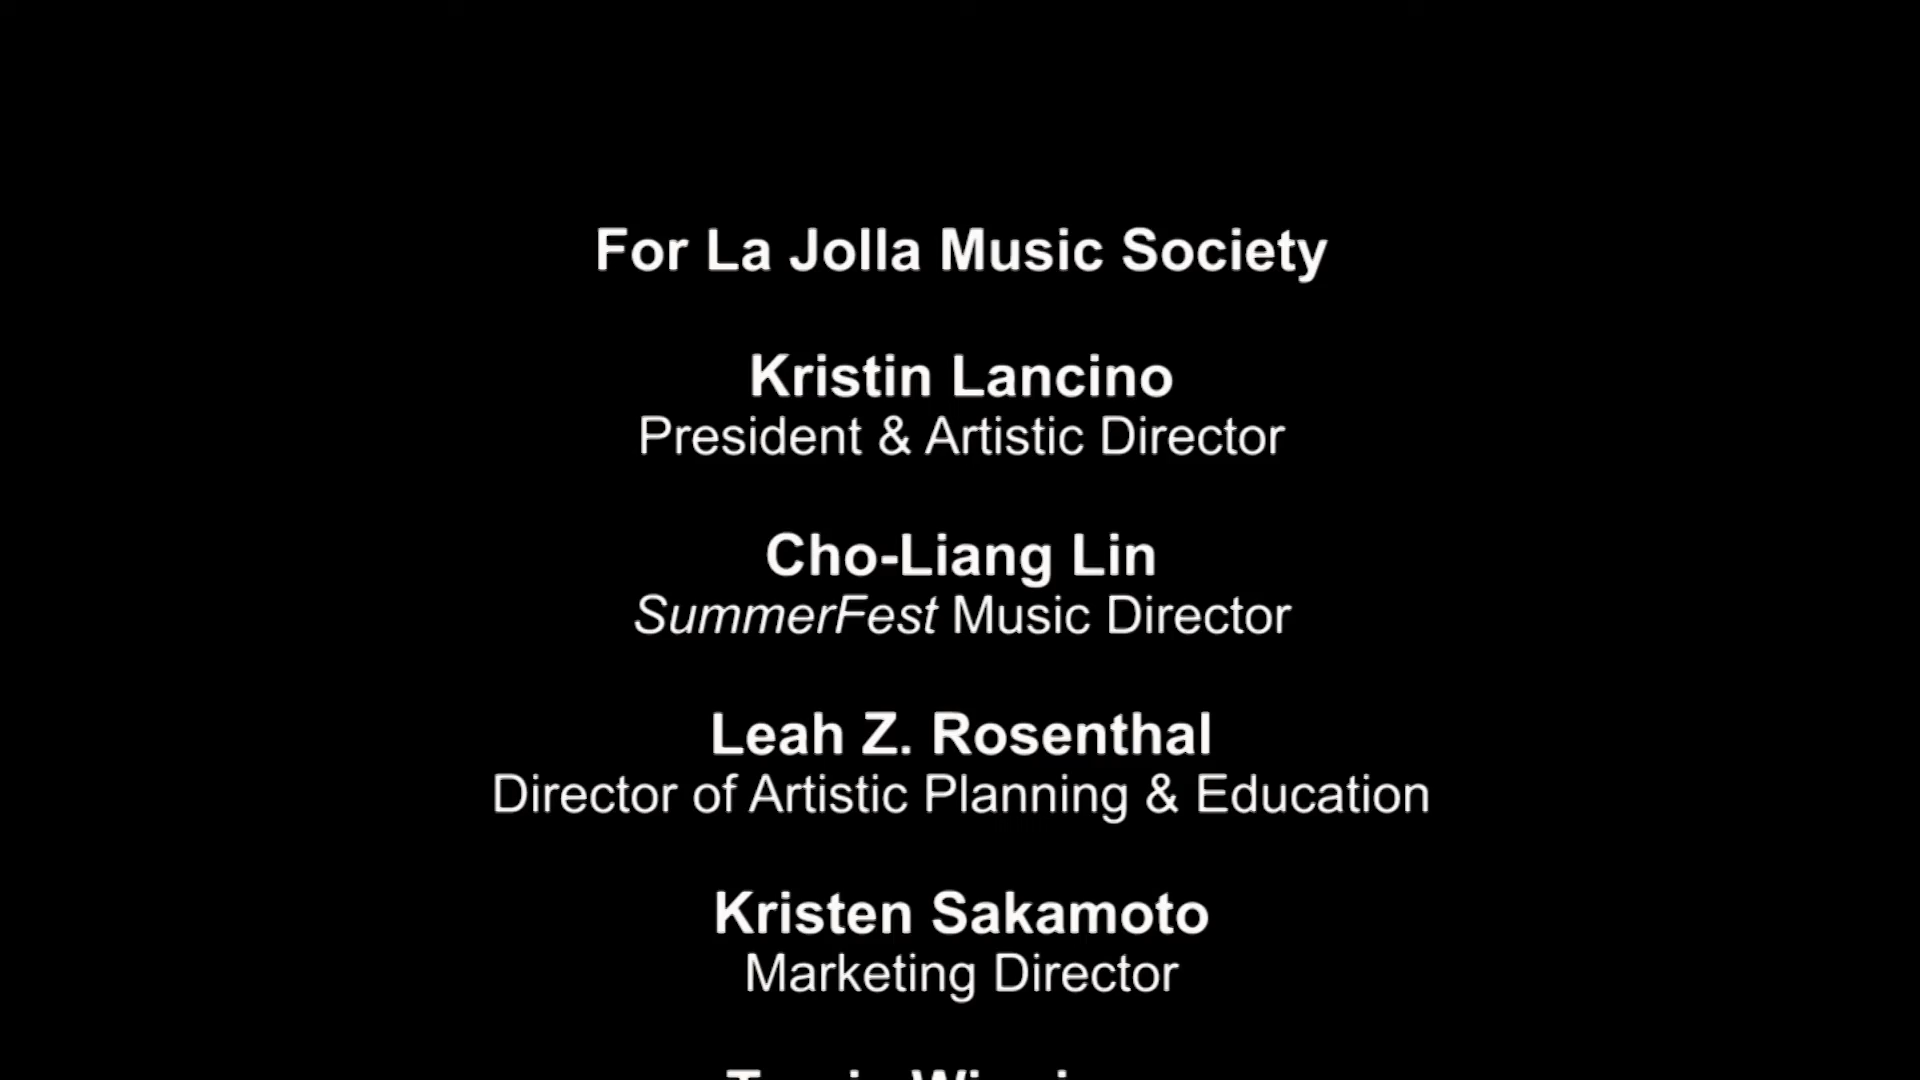 For La Jolla Music Society
Kristin Lancino
President & Artistic Director
Cho-Liang Lin
SummerFest Music Director
Leah Z. Rosenthal
Director of Artistic Planning & Education
Kristen Sakamoto
Marketing Director